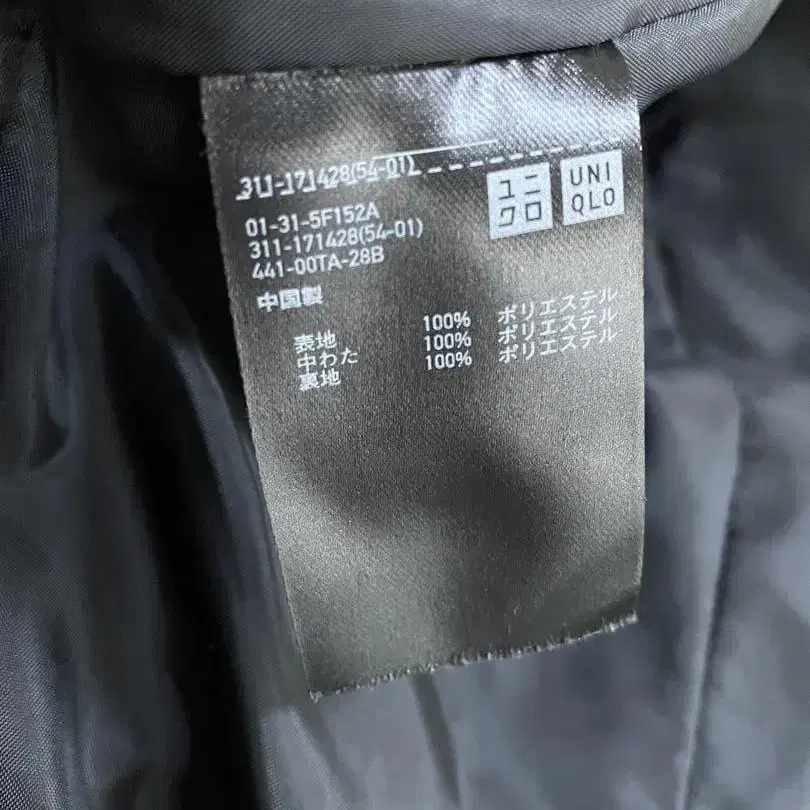 311-171428(54-01)
ユニ
クロ
UNI
QLO
01-31-5F152A
311-171428(54-01)
441-00TA-28B
中国製
表地 100% ポリエステル
中わた 100% ポリエステル
裏地 100% ポリエステル